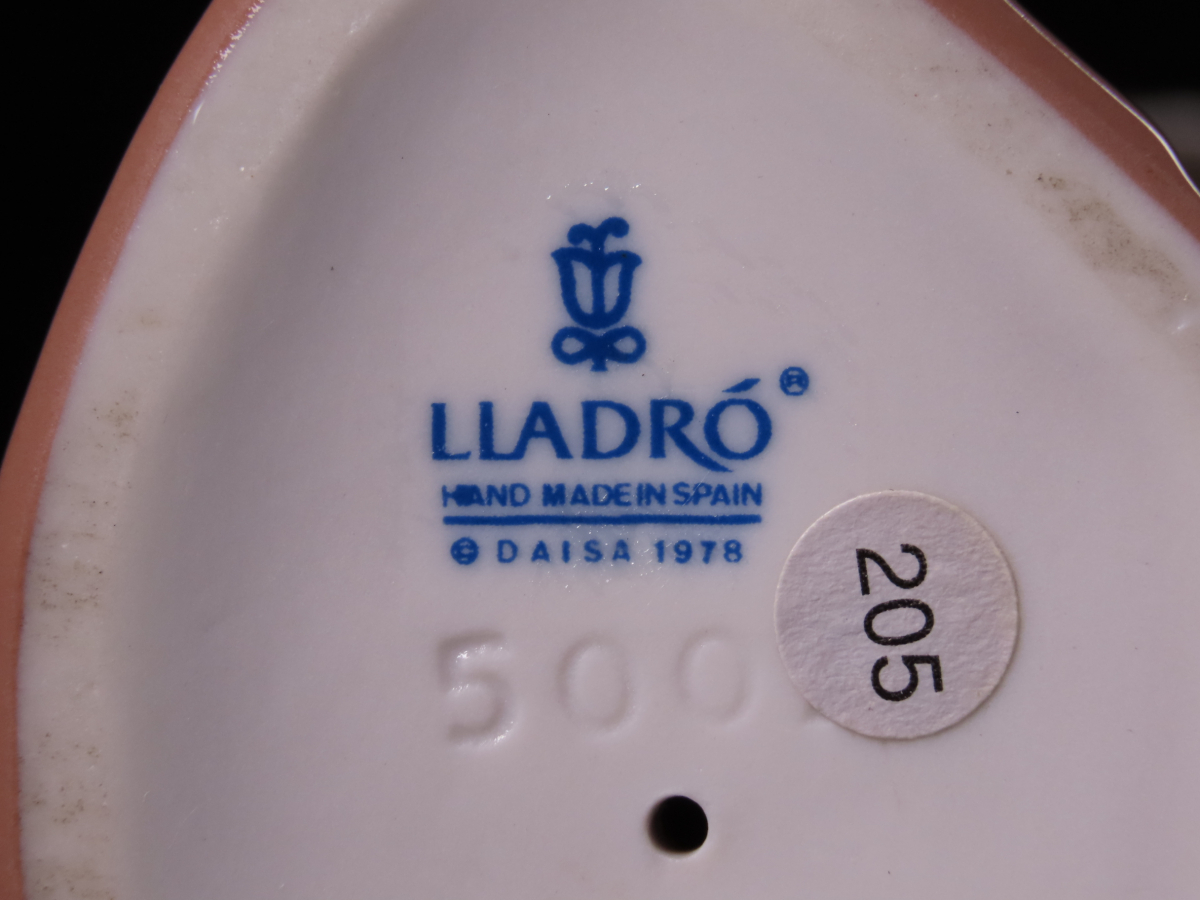 LLADRÓ ®
HAND MADE IN SPAIN
© DAISA 1978
500
205